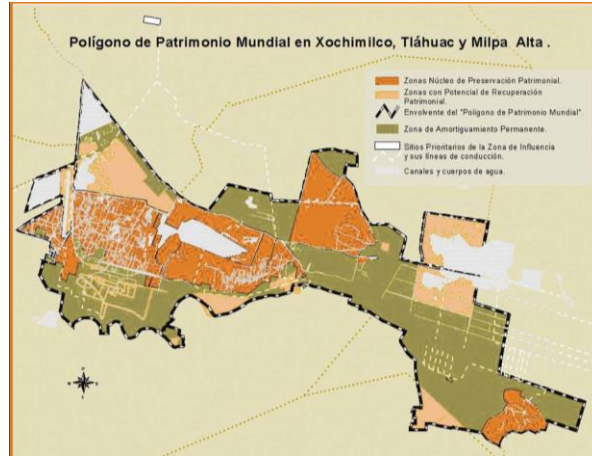 Polígono de Patrimonio Mundial en Xochimilco, Tláhuac y Milpa Alta .
Zonas Núcleo de Preservación Patrimonial.
Zonas con Potencial de Recuperación
Patrimonial.
Envolvente del "Polígono de Patrimonio Mundial"
Zona de Amortiguamiento Permanente.
Sitios Prioritarios de la Zona de Influencia
y sus líneas de conducción.
Canales y cuerpos de agua.